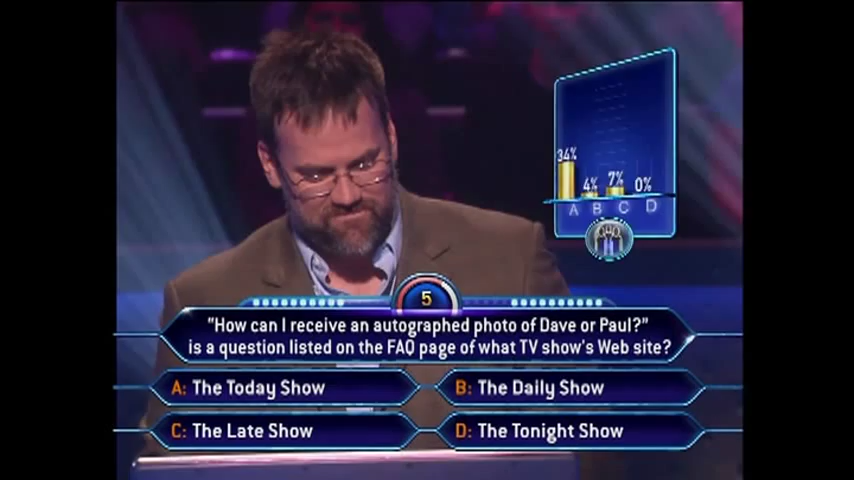 34%
4%
7%
0%
A B C D
5
"How can I receive an autographed photo of Dave or Paul?"
is a question listed on the FAQ page of what TV show's Web site?
A: The Today Show
B: The Daily Show
C: The Late Show
D: The Tonight Show